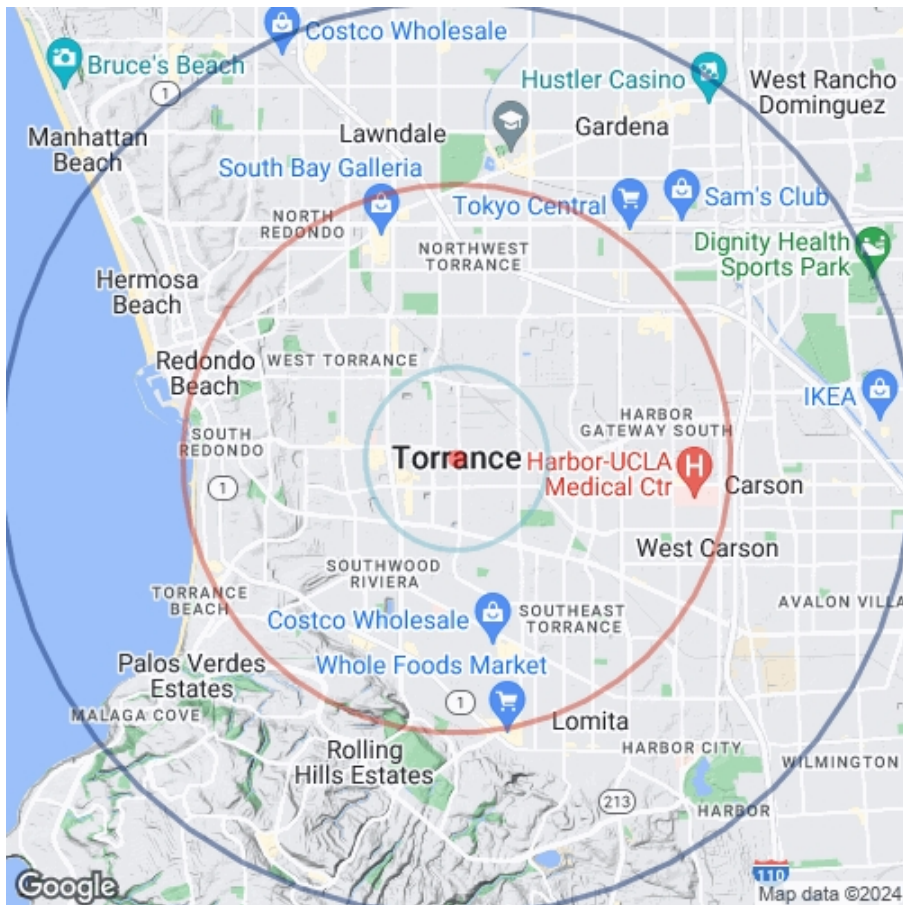 Costco Wholesale
Bruce's Beach
1
Manhattan
Beach
Lawndale
Hustler Casino
Gardena
West Rancho
Dominguez
South Bay Galleria
NORTH
REDONDO
Tokyo Central
Sam's Club
NORTHWEST
TORRANCE
Dignity Health
Sports Park
Hermosa
Beach
Redondo
Beach
WEST TORRANCE
IKEA
HARBOR
GATEWAY SOUTH
SOUTH
REDONDO
Torrance
Harbor-UCLA
Medical Ctr
H
1
Carson
West Carson
SOUTHWOOD
RIVIERA
TORRANCE
BEACH
Costco Wholesale
SOUTHEAST
TORRANCE
AVALON VILLA
Palos Verdes
Estates
Whole Foods Market
MALAGA COVE
1
Lomita
Rolling
Hills Estates
HARBOR CITY
WILMINGTON
213
HARBOR
110
Google
Map data ©2024